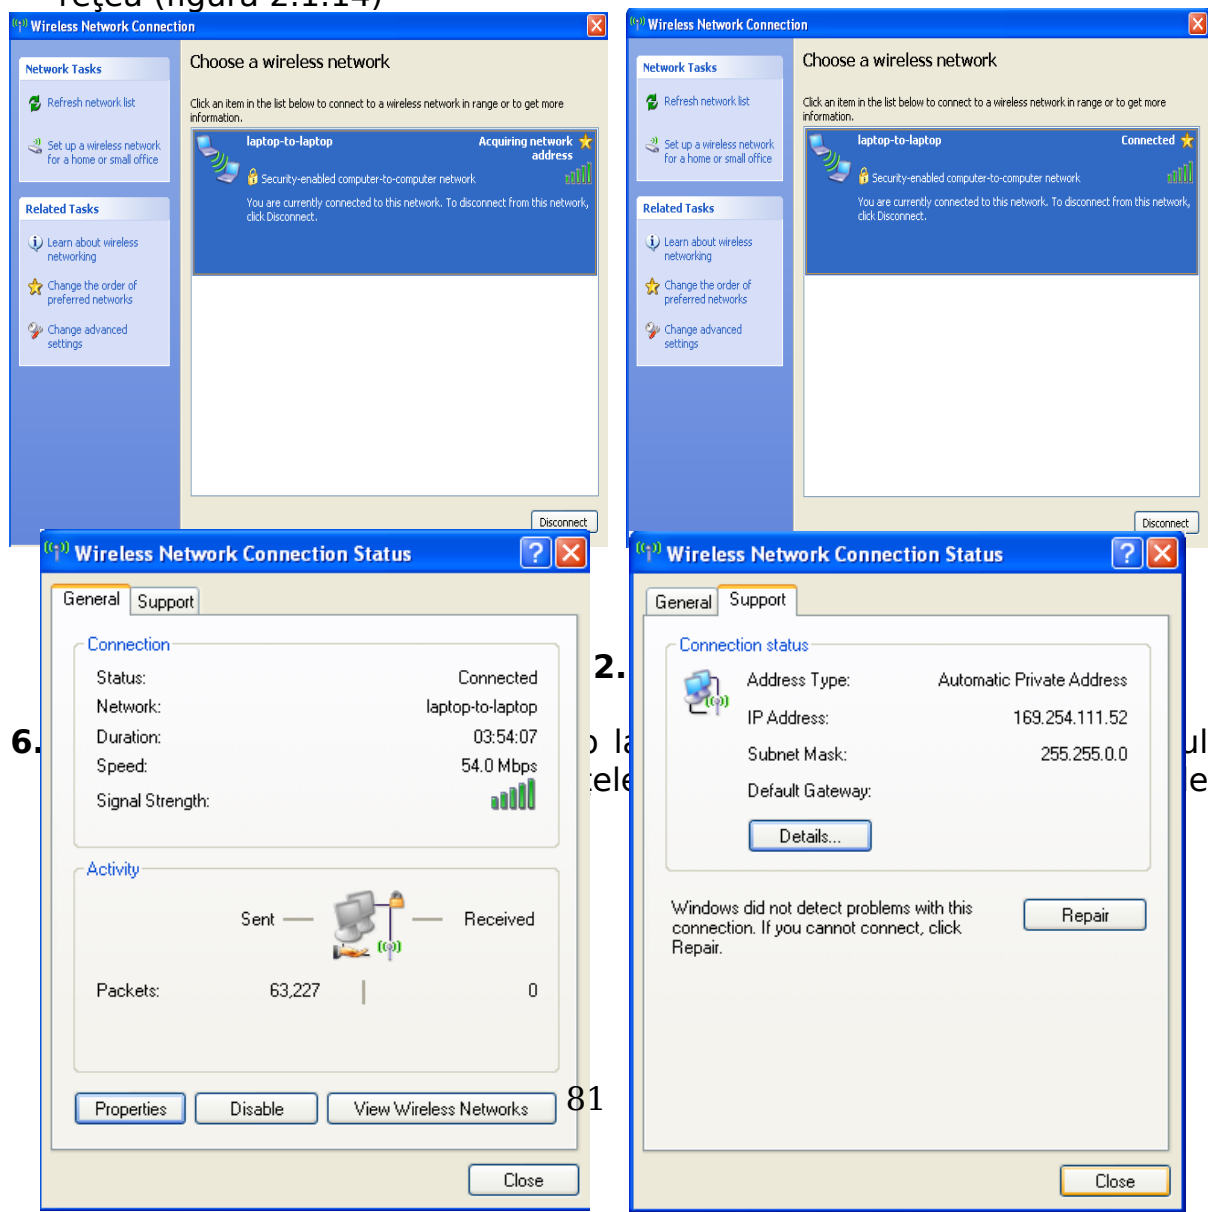 reţea (figura 2.1.14)
Wireless Network Connection
Network Tasks
Refresh network list
Set up a wireless network
for a home or small office
Related Tasks
Learn about wireless
networking
Change the order of
preferred networks
Change advanced
settings
Choose a wireless network
Click an item in the list below to connect to a wireless network in range or to get more
information.
laptop-to-laptop
Acquiring network
address
Security-enabled computer-to-computer network
You are currently connected to this network. To disconnect from this network,
click Disconnect.
Disconnect
Wireless Network Connection
Network Tasks
Refresh network list
Set up a wireless network
for a home or small office
Related Tasks
Learn about wireless
networking
Change the order of
preferred networks
Change advanced
settings
Choose a wireless network
Click an item in the list below to connect to a wireless network in range or to get more
information.
laptop-to-laptop Connected
Security-enabled computer-to-computer network
You are currently connected to this network. To disconnect from this network,
click Disconnect.
Disconnect
Wireless Network Connection Status
General Support
Connection
Status: Connected
Network: laptop-to-laptop
Duration: 03:54:07
Speed: 54.0 Mbps
Signal Strength:
Activity
Sent Received
Packets: 63,227 0
Properties Disable View Wireless Networks
Close
2.
6.
Wireless Network Connection Status
General Support
Connection status
Address Type: Automatic Private Address
IP Address: 169.254.111.52
Subnet Mask: 255.255.0.0
Default Gateway:
Details...
Windows did not detect problems with this
connection. If you cannot connect, click
Repair.
Repair
Close
81